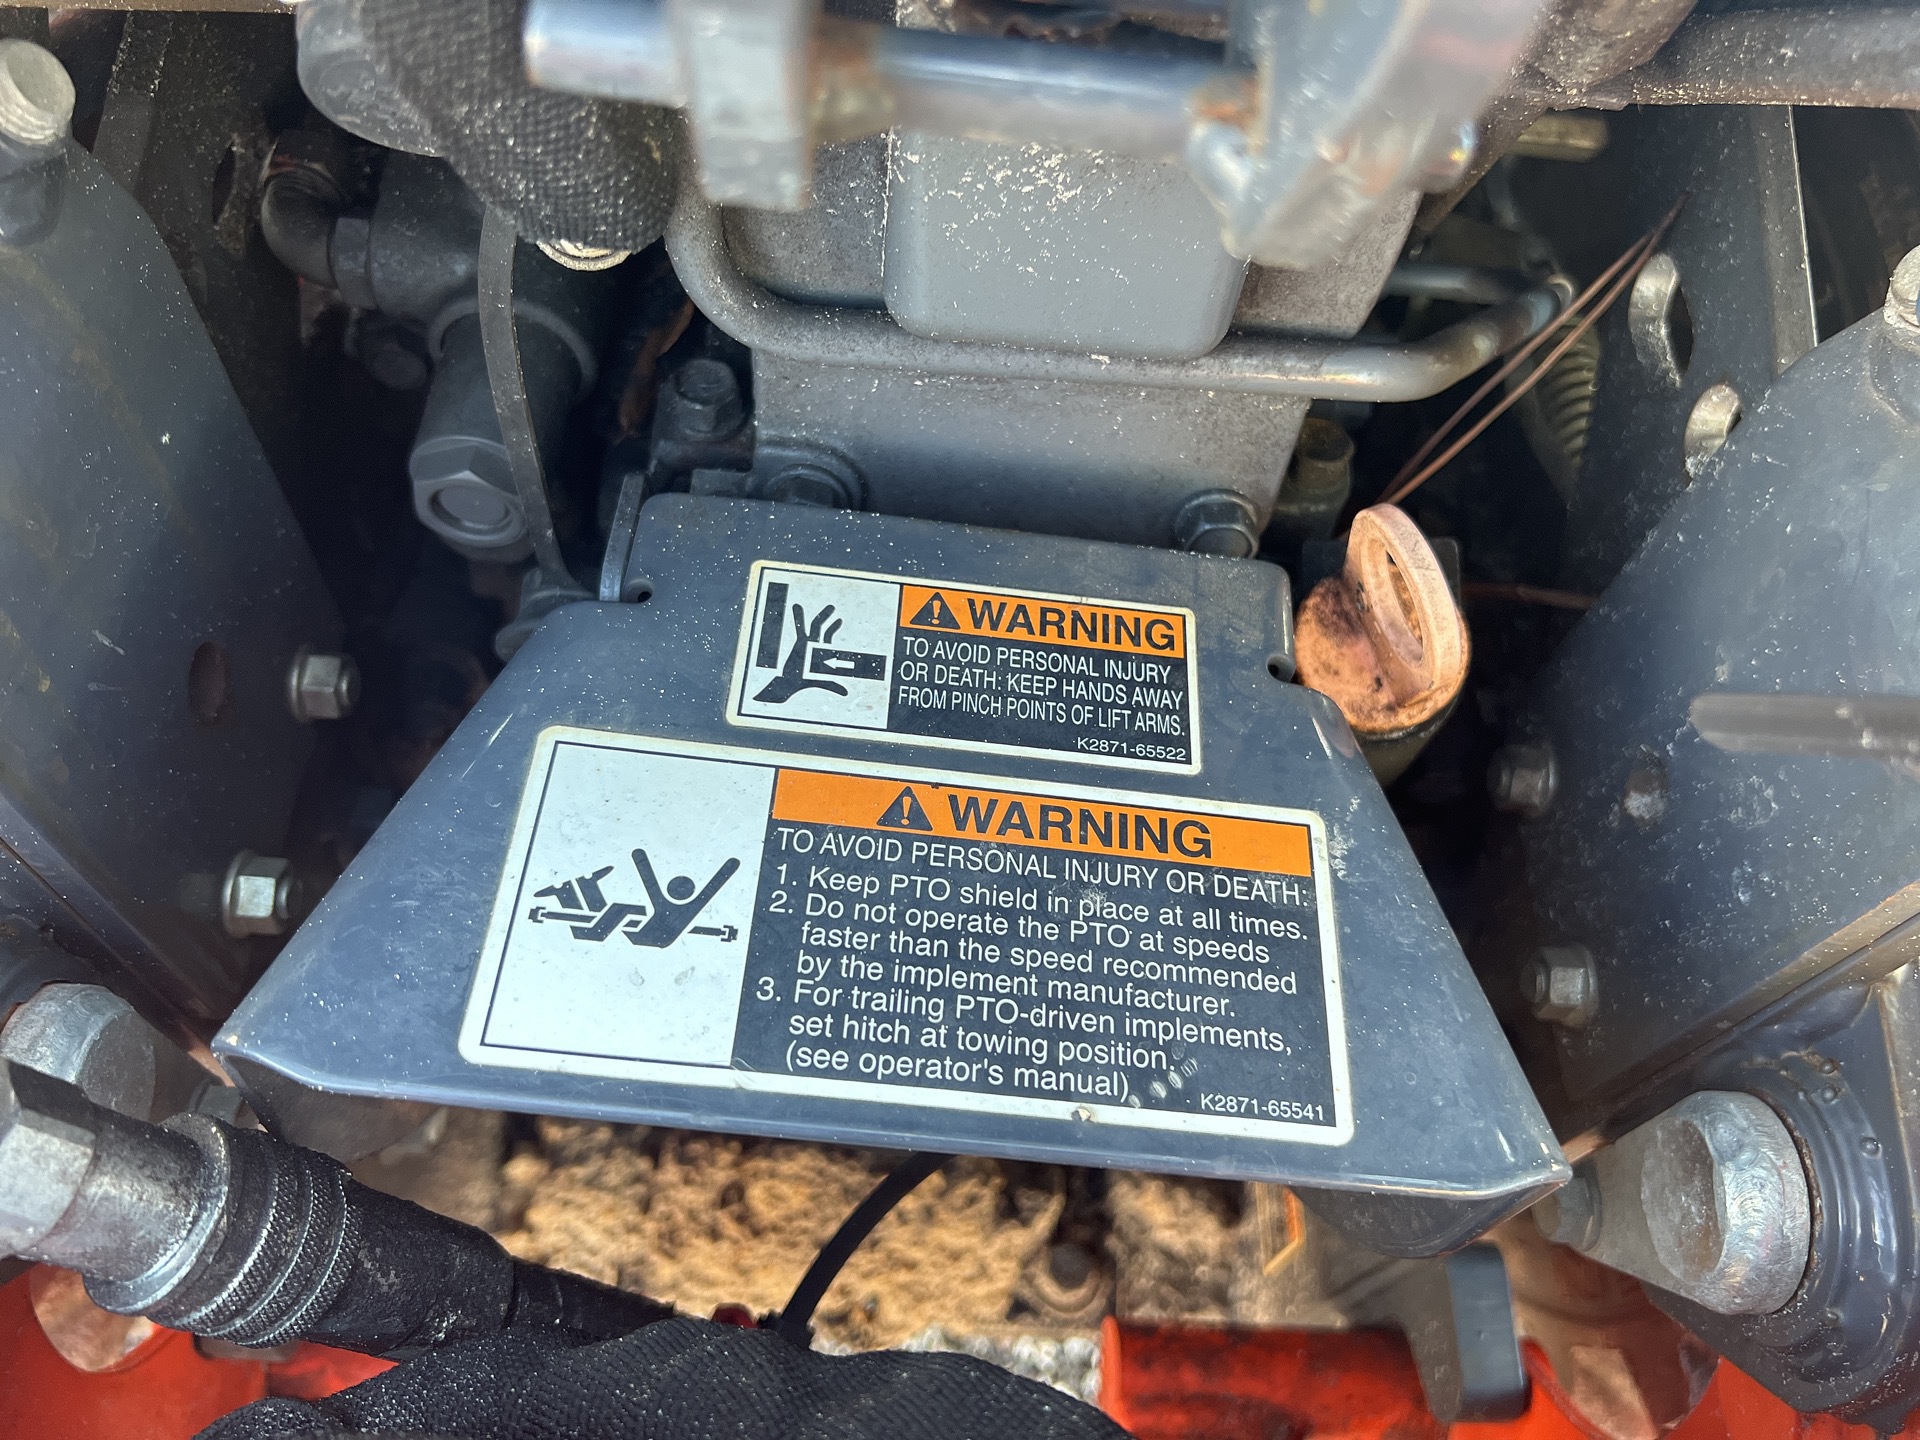 WARNING
TO AVOID PERSONAL INJURY
OR DEATH: KEEP HANDS AWAY
FROM PINCH POINTS OF LIFT ARMS.
K2871-65522
WARNING
TO AVOID PERSONAL INJURY OR DEATH:
1. Keep PTO shield in place at all times.
2. Do not operate the PTO at speeds
faster than the speed recommended
by the implement manufacturer.
3. For trailing PTO-driven implements,
set hitch at towing position.
(see operator's manual)
K2871-65541